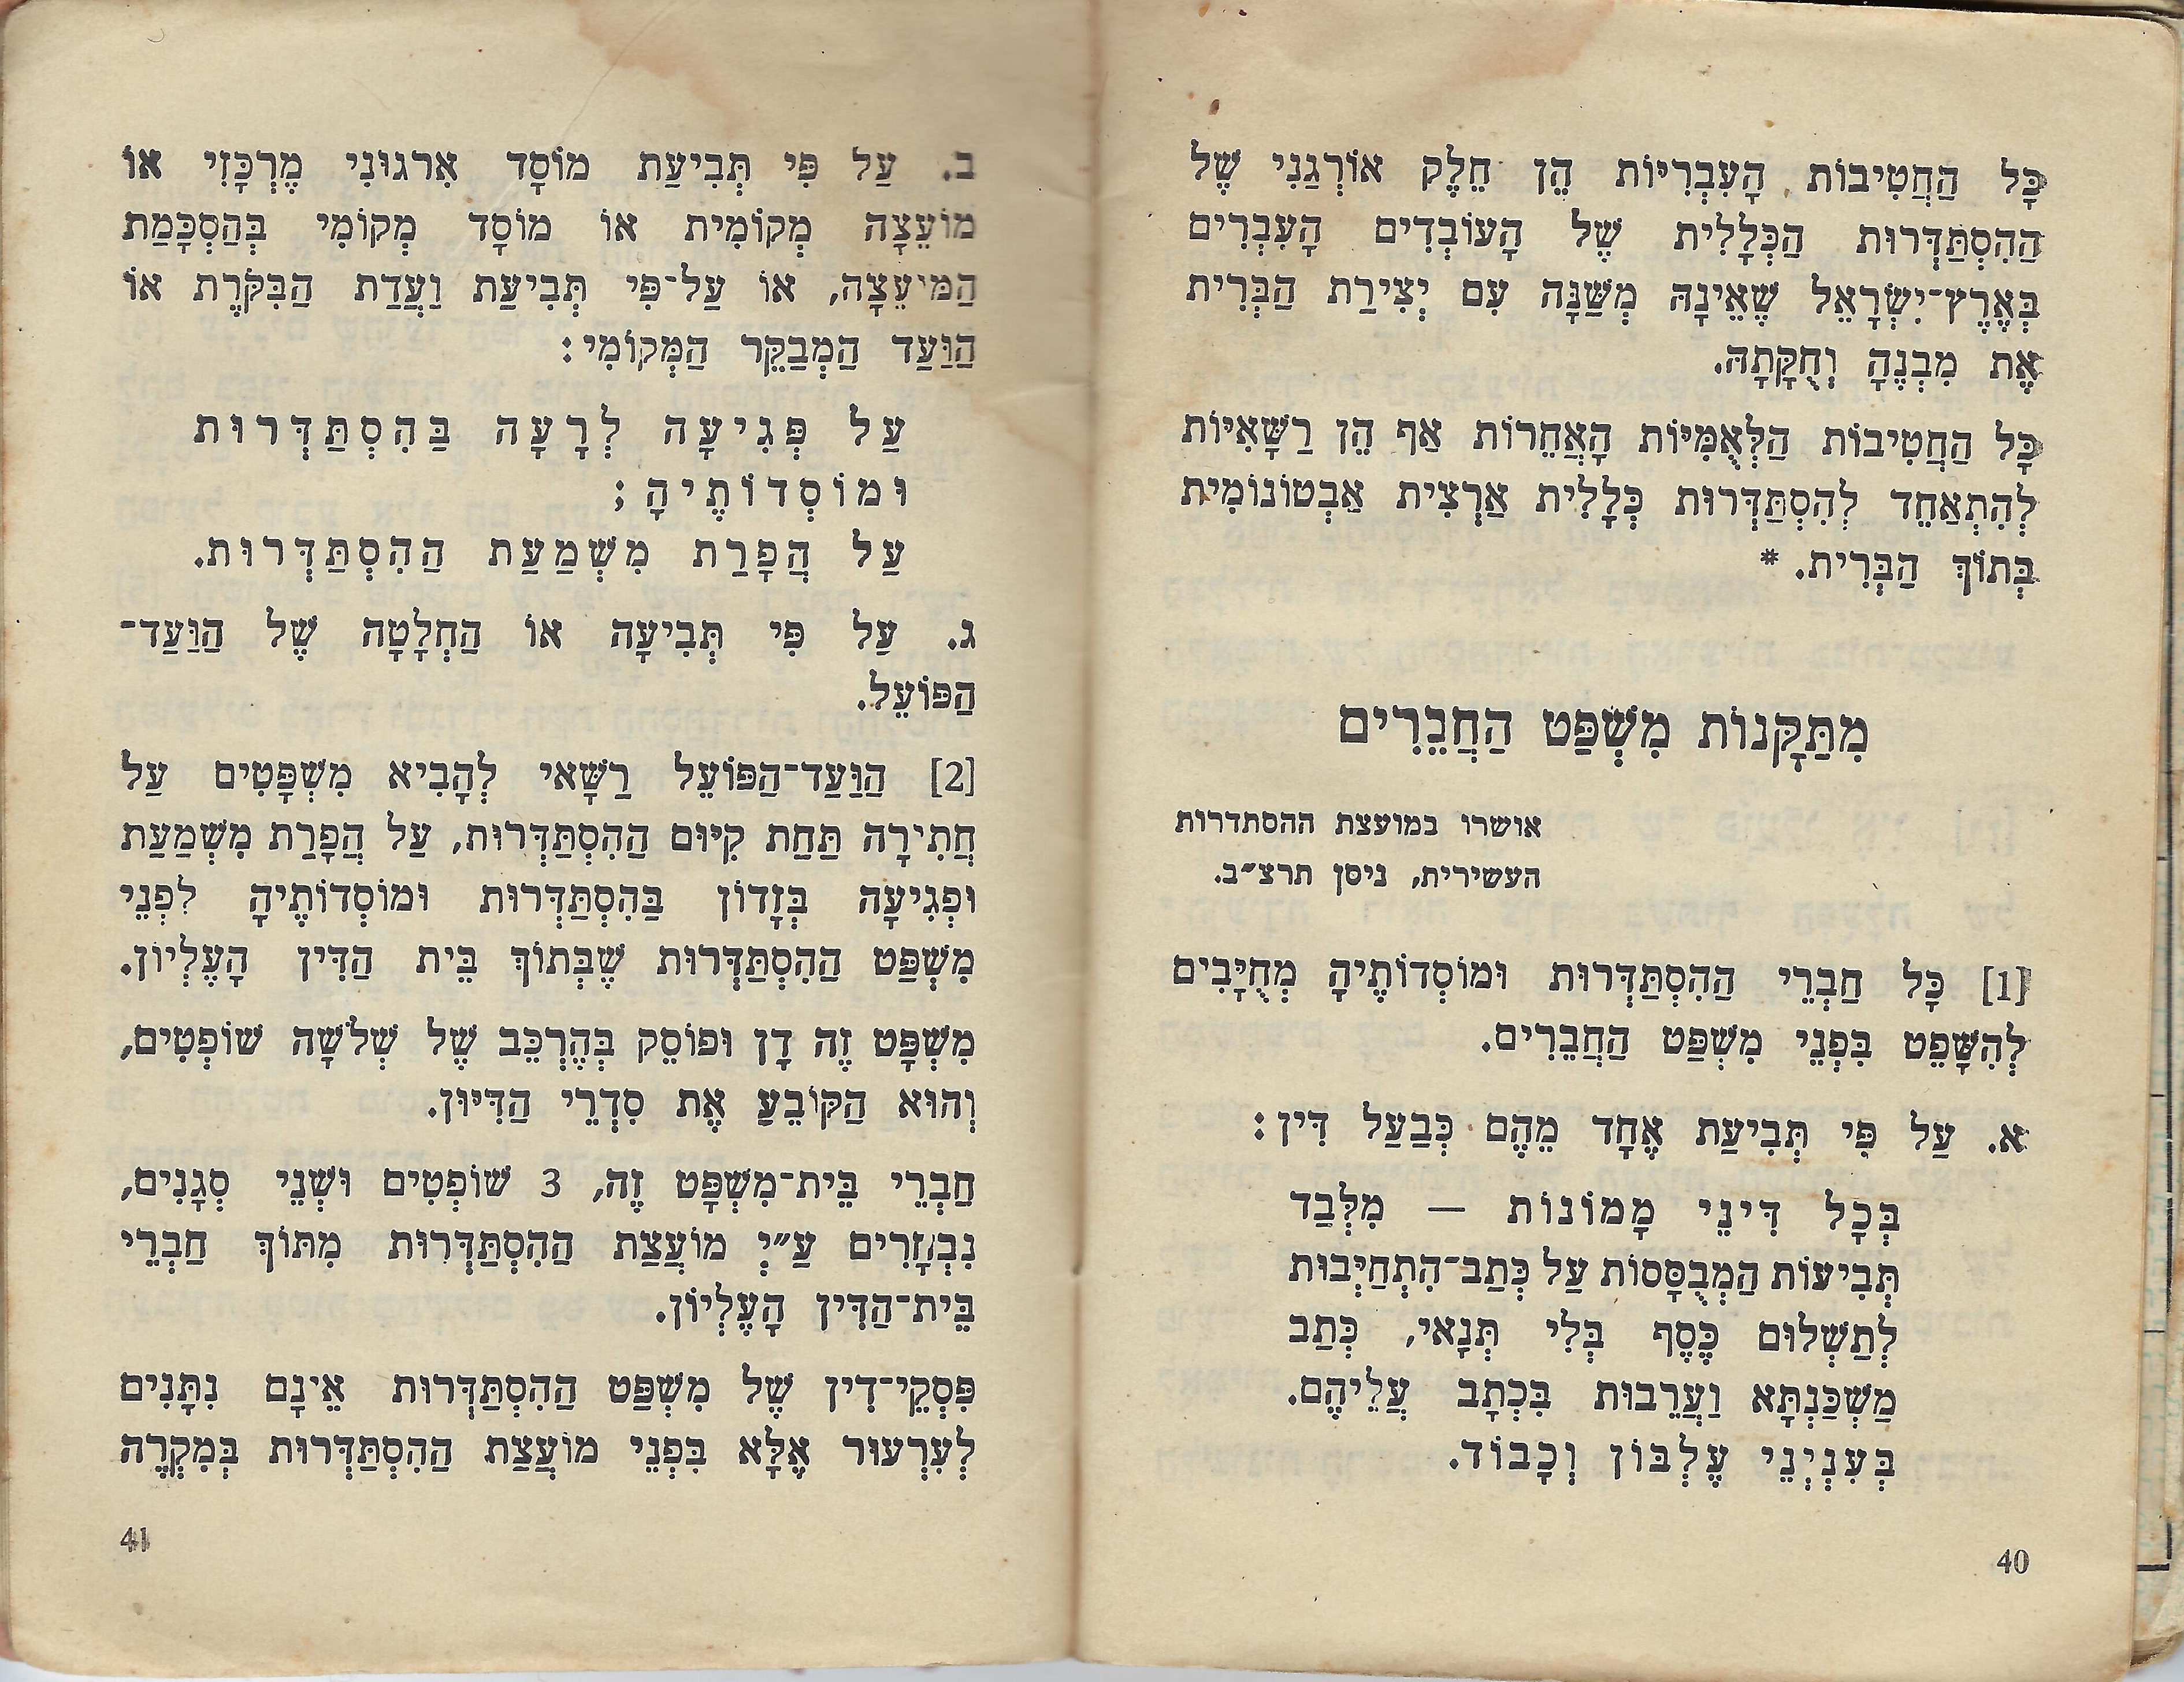 כָּל הַחֲטִיבוֹת הָעִבְרִיּוֹת הֵן חֵלֶק אוֹרְגַנִי שֶׁל
הַהִסְתַּדְּרוּת הַכְּלָלִית שֶׁל הָעוֹבְדִים הָעִבְרִים
בְּאֶרֶץ־יִשְׂרָאֵל שֶׁאֵינָהּ מְשַׁנָּה עִם יְצִירַת הַבְּרִית
אֶת מִבְנֶהָ וְחֻקָּתָהּ.
כָּל הַחֲטִיבוֹת הַלְּאֻמִּיּוֹת הָאֲחֵרוֹת אַף הֵן רַשָּׁאִיּוֹת
לְהִתְאַחֵד לְהִסְתַּדְּרוּת כְּלָלִית אַרְצִית אַבְטוֹנוֹמִית
בְּתוֹךְ הַבְּרִית. *
מִתַּקָּנוֹת מִשְׁפַּט הַחֲבֵרִים
אושרו במועצת ההסתדרות
העשירית, ניסן תרצ״ב.
[1] כָּל חַבְרֵי הַהִסְתַּדְּרוּת וּמוֹסְדוֹתֶיהָ מְחֻיָּבִים
לְהִשָּׁפֵט בִּפְנֵי מִשְׁפַּט הַחֲבֵרִים.
א. עַל פִּי תְּבִיעַת אֶחָד מֵהֶם כְּבַעַל דִּין:
בְּכָל דִּינֵי מָמוֹנוֹת — מִלְּבַד
תְּבִיעוֹת הַמְבֻסָּסוֹת עַל כְּתַב־הִתְחַיְּבוּת
לְתַשְׁלוּם כֶּסֶף בְּלִי תְּנָאי, כְּתַב
מַשְׁכַּנְתָּא וַעֲרֵבוּת בִּכְתָב עֲלֵיהֶם.
בְּעִנְיְנֵי עֶלְבּוֹן וְכָבוֹד.
40
ב. עַל פִּי תְּבִיעַת מוֹסָד אִרגוּנִי מֶרְכָּזִי אוֹ
מוֹעֵצָה מְקוֹמִית אוֹ מוֹסָד מְקוֹמִי בְּהַסְכָּמַת
הַמּיעֵצָה, אוֹ עַל־פִּי תְּבִיעַת וַעֲדַת הַבִּקֹּרֶת אוֹ
הַוַּעַד הַמְבַקֵּר הַמְּקוֹמִי:
עַל פְּגִיעָה לְרָעָה בַּהִסְתַּדְּרוּת
וּמוֹסְדוֹתֶיהָ;
עַל הֲפָרַת מִשְׁמַעַת הַהִסְתַּדְּרוּת.
ג. עַל פִּי תְּבִיעָה אוֹ הַחְלָטָה שֶׁל הַוַּעַד־
הַפּוֹעֵל.
[2] הַוַּעַד־הַפּוֹעֵל רַשָּׁאי לְהָבִיא מִשְׁפָּטִים עַל
חֲתִירָה תַּחַת קִיּוּם הַהִסְתַּדְּרוּת, עַל הֲפָרַת מִשְׁמַעַת
וּפְגִיעָה בְּזָדוֹן בַּהִסְתַּדְּרוּת וּמוֹסְדוֹתֶיהָ לִפְנֵי
מִשְׁפַּט הַהִסְתַּדְּרוּת שֶׁבְּתוֹךְ בֵּית הַדִּין הָעֶלְיוֹן.
מִשְׁפָּט זֶה דָן וּפוֹסֵק בְּהֶרְכֵּב שֶׁל שְׁלֹשָׁה שׁוֹפְטִים,
וְהוּא הַקּוֹבֵעַ אֶת סִדְרֵי הַדִּיּוּן.
חַבְרֵי בֵּית־מִשְׁפָּט זֶה, 3 שׁוֹפְטִים וּשְׁנֵי סְגָנִים,
נִבְחָרִים עַ״יְ מוֹעֶצַת הַהִסְתַּדְּרוּת מִתּוֹךְ חַבְרֵי
בֵּית־הַדִּין הָעֶלְיוֹן.
פִּסְקֵי־דִין שֶׁל מִשְׁפַּט הַהִסְתַּדְּרוּת אֵינָם נִתָּנִים
לְעִרְעוּר אֶלָּא בִּפְנֵי מוֹעֶצַת הַהִסְתַּדְּרוּת בְּמִקְרֶה
41